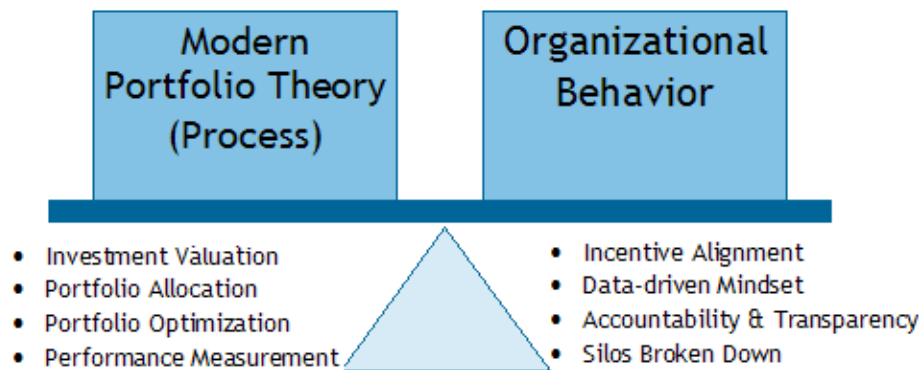 Modern
Portfolio Theory
(Process)
Organizational
Behavior
• Investment Valuation
• Portfolio Allocation
• Portfolio Optimization
• Performance Measurement
• Incentive Alignment
• Data-driven Mindset
• Accountability & Transparency
• Silos Broken Down